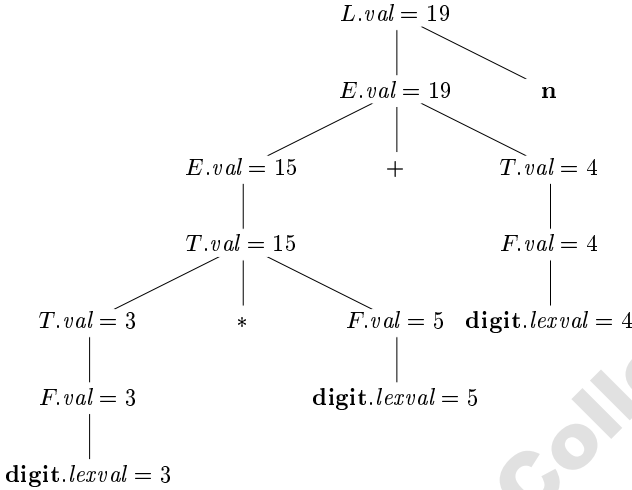 L.val = 19
E.val = 19 n
E.val = 15 + T.val = 4
T.val = 15 F.val = 4
T.val = 3 * F.val = 5 digit.lexval = 4
F.val = 3 digit.lexval = 5
digit.lexval = 3